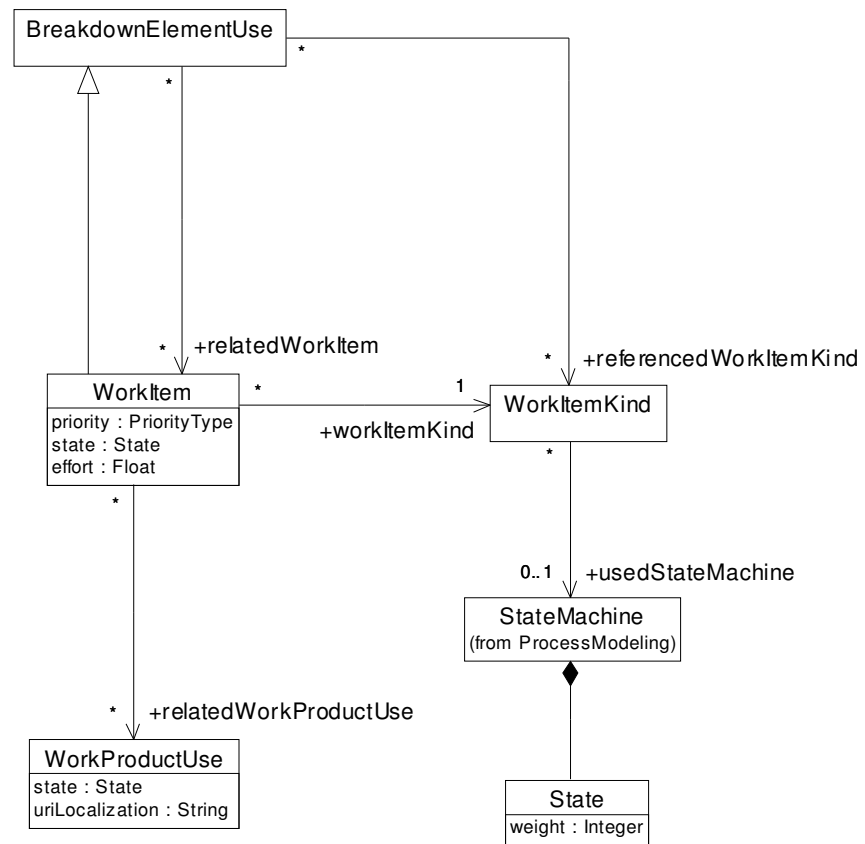 BreakdownElementUse
*
*
*
+relatedWorkItem
*
+referencedWorkItemKind
WorkItem
priority : PriorityType
state : State
effort : Float
*
1
+workItemKind
WorkItemKind
*
*
0..1
+usedStateMachine
StateMachine
(from ProcessModeling)
*
+relatedWorkProductUse
WorkProductUse
state : State
uriLocalization : String
State
weight : Integer